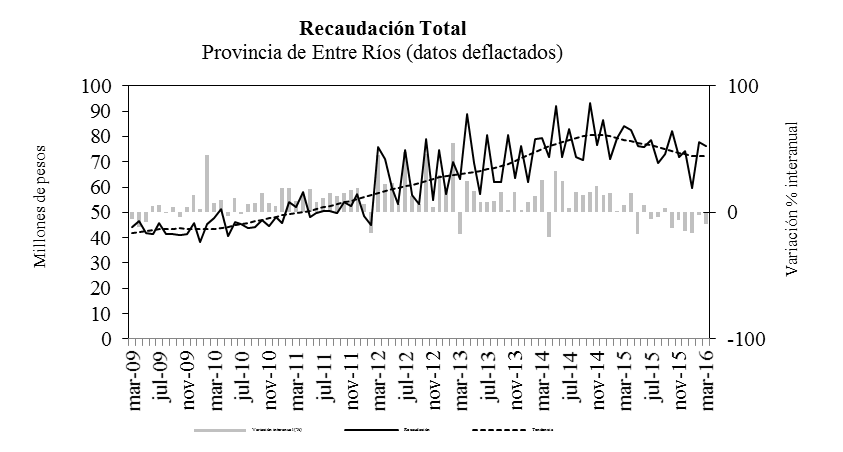 Recaudación Total
Provincia de Entre Ríos (datos deflactados)
100
90
80
70
60
50
40
30
20
10
0
Millones de pesos
100
0
-100
Variación % interanual
mar-09
jul-09
nov-09
mar-10
jul-10
nov-10
mar-11
jul-11
nov-11
mar-12
jul-12
nov-12
mar-13
jul-13
nov-13
mar-14
jul-14
nov-14
mar-15
jul-15
nov-15
mar-16
Variación interanual (%) Recaudación Tendencia